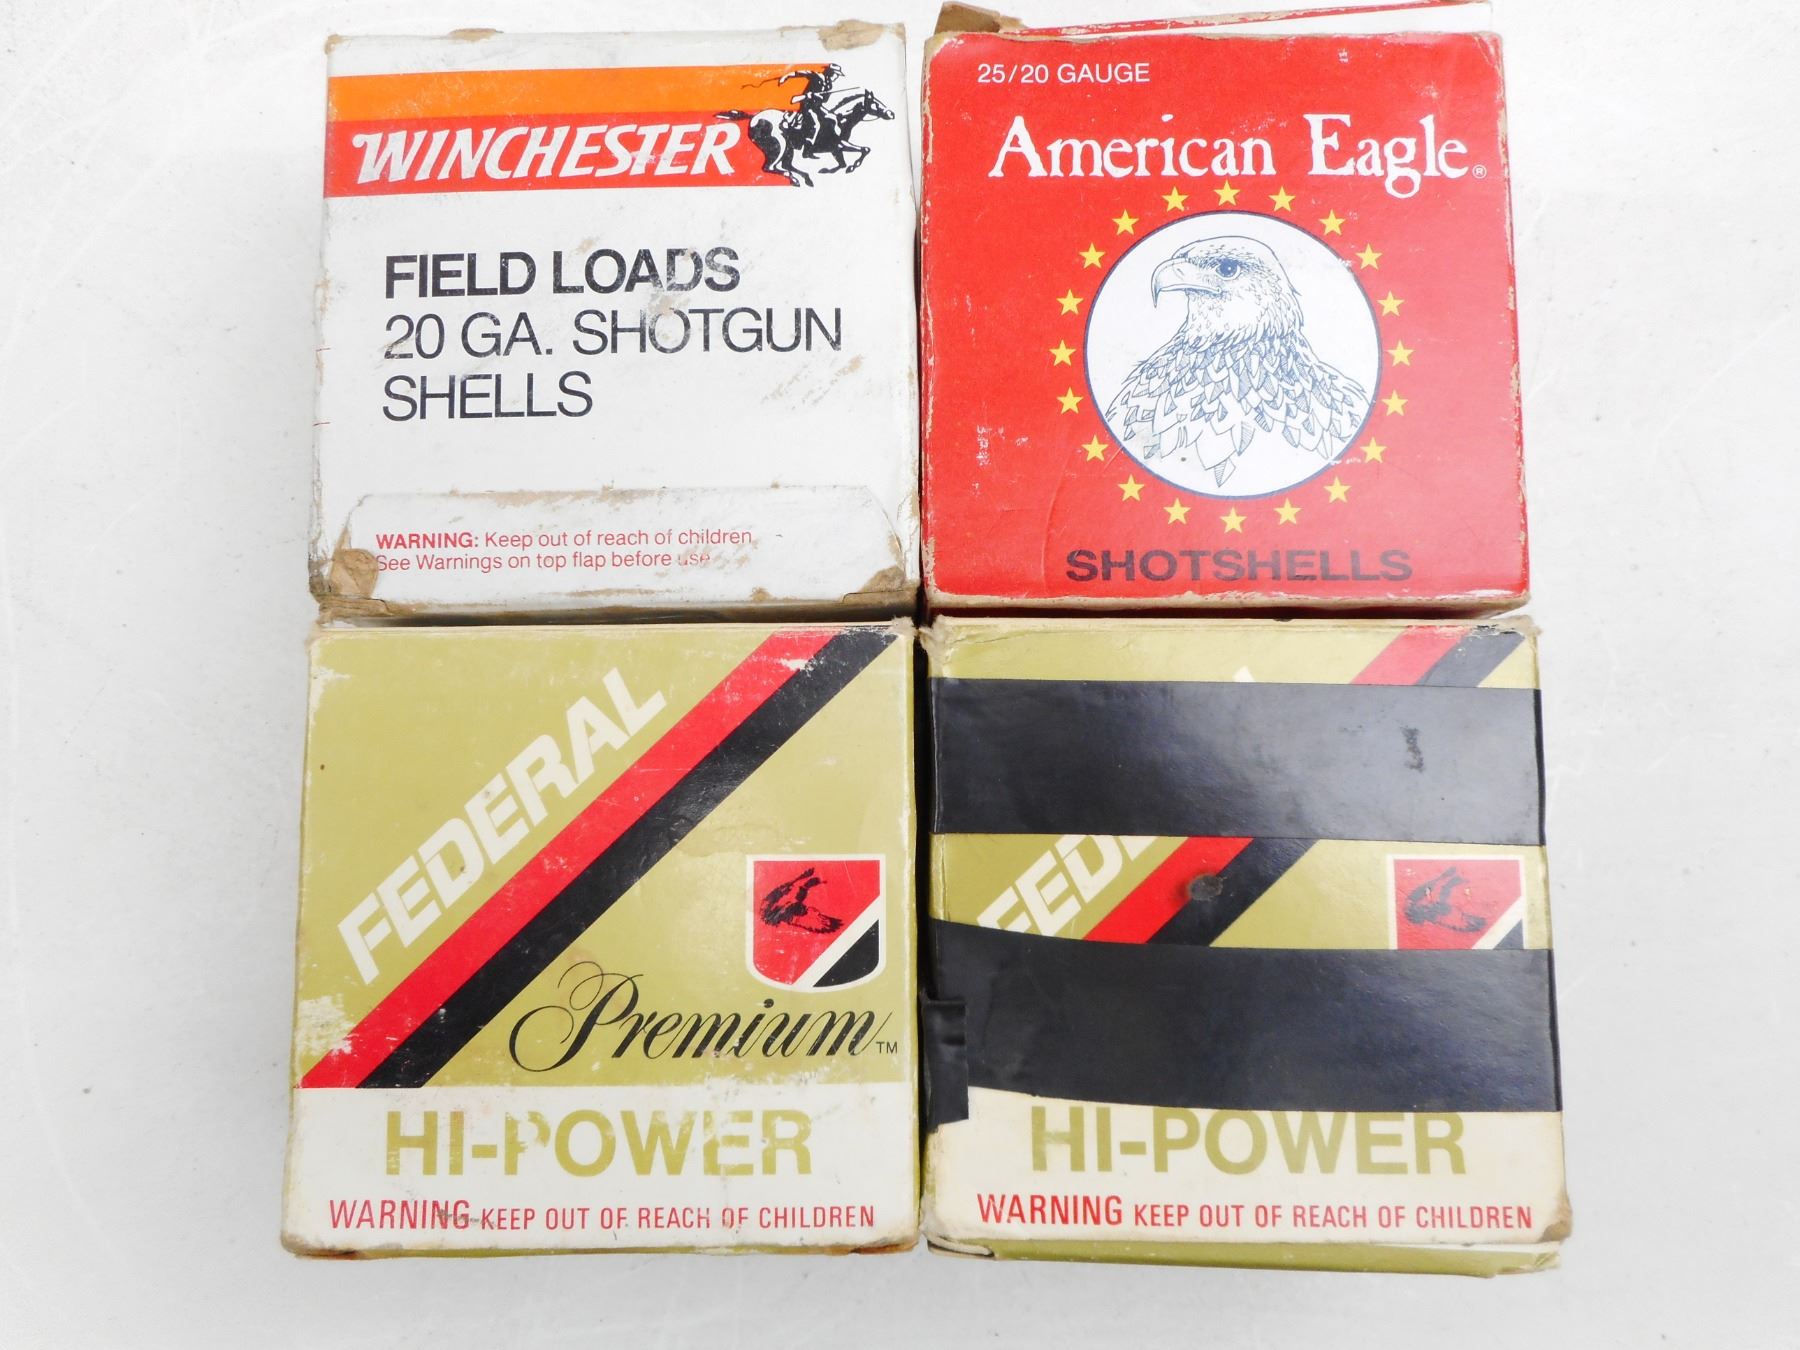 WINCHESTER
FIELD LOADS
20 GA. SHOTGUN
SHELLS
WARNING: Keep out of reach of children
See Warnings on top flap before use
25/20 GAUGE
American Eagle®
SHOTSHELLS
FEDERAL
Premium™
HI-POWER
WARNING KEEP OUT OF REACH OF CHILDREN
FED
HI-POWER
WARNING KEEP OUT OF REACH OF CHILDREN